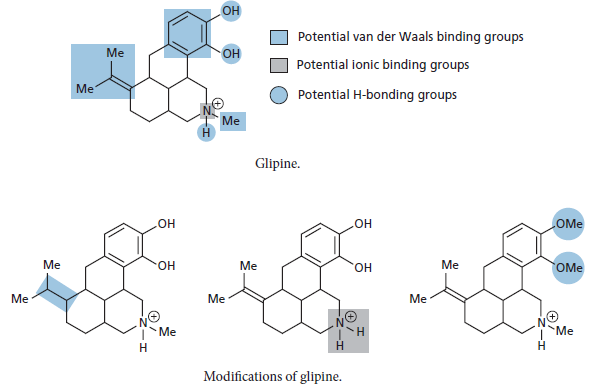 OH
OH
Me
Me
N
⊕
Me
H
Potential van der Waals binding groups
Potential ionic binding groups
Potential H-bonding groups
Glipine.
OH
OH
Me
Me
N
⊕
Me
H
OH
OH
Me
Me
N
⊕
H
H
OMe
OMe
Me
Me
N
⊕
Me
H
Modifications of glipine.